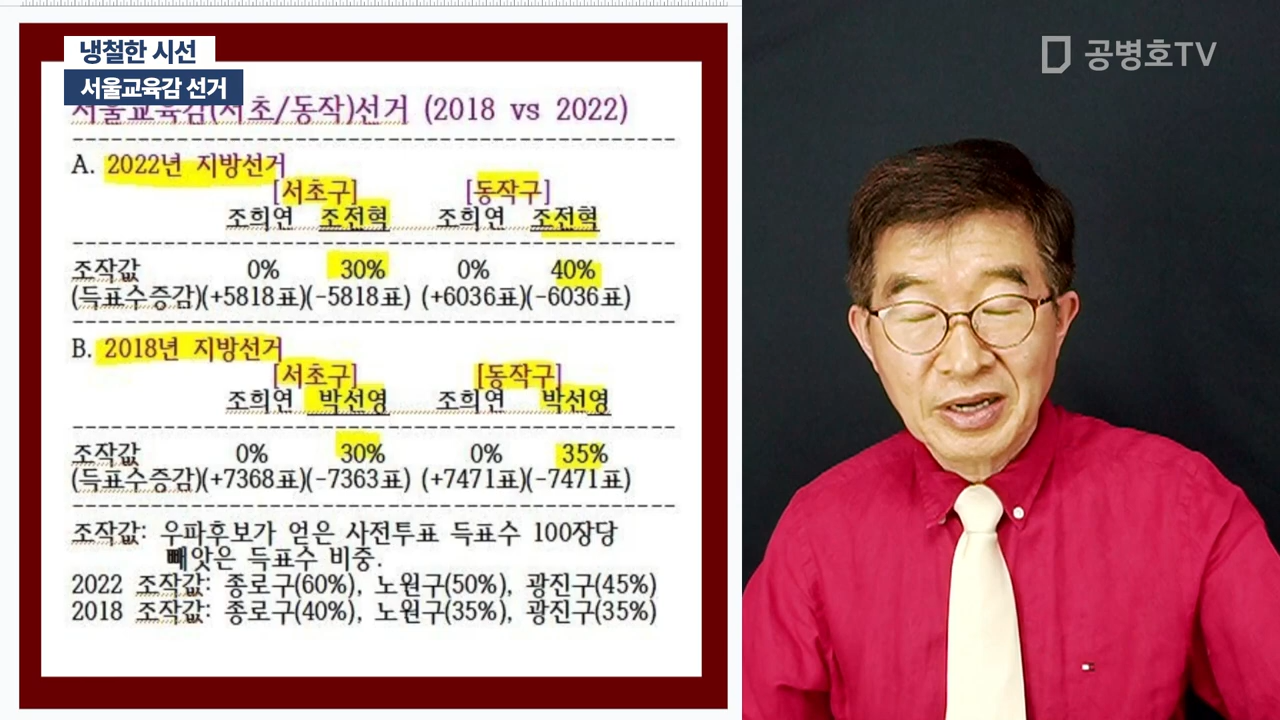 냉철한 시선
서울교육감 선거
공병호TV
서울교육감(서초/동작)선거 (2018 vs 2022)
A. 2022년 지방선거
[서초구] [동작구]
조희연 조전혁 조희연 조전혁
조작값 0% 30% 0% 40%
(득표수증감)(+5818표)(-5818표) (+6036표)(-6036표)
B. 2018년 지방선거
[서초구] [동작구]
조희연 박선영 조희연 박선영
조작값 0% 30% 0% 35%
(득표수증감)(+7368표)(-7363표) (+7471표)(-7471표)
조작값: 우파후보가 얻은 사전투표 득표수 100장당
빼앗은 득표수 비중.
2022 조작값: 종로구(60%), 노원구(50%), 광진구(45%)
2018 조작값: 종로구(40%), 노원구(35%), 광진구(35%)